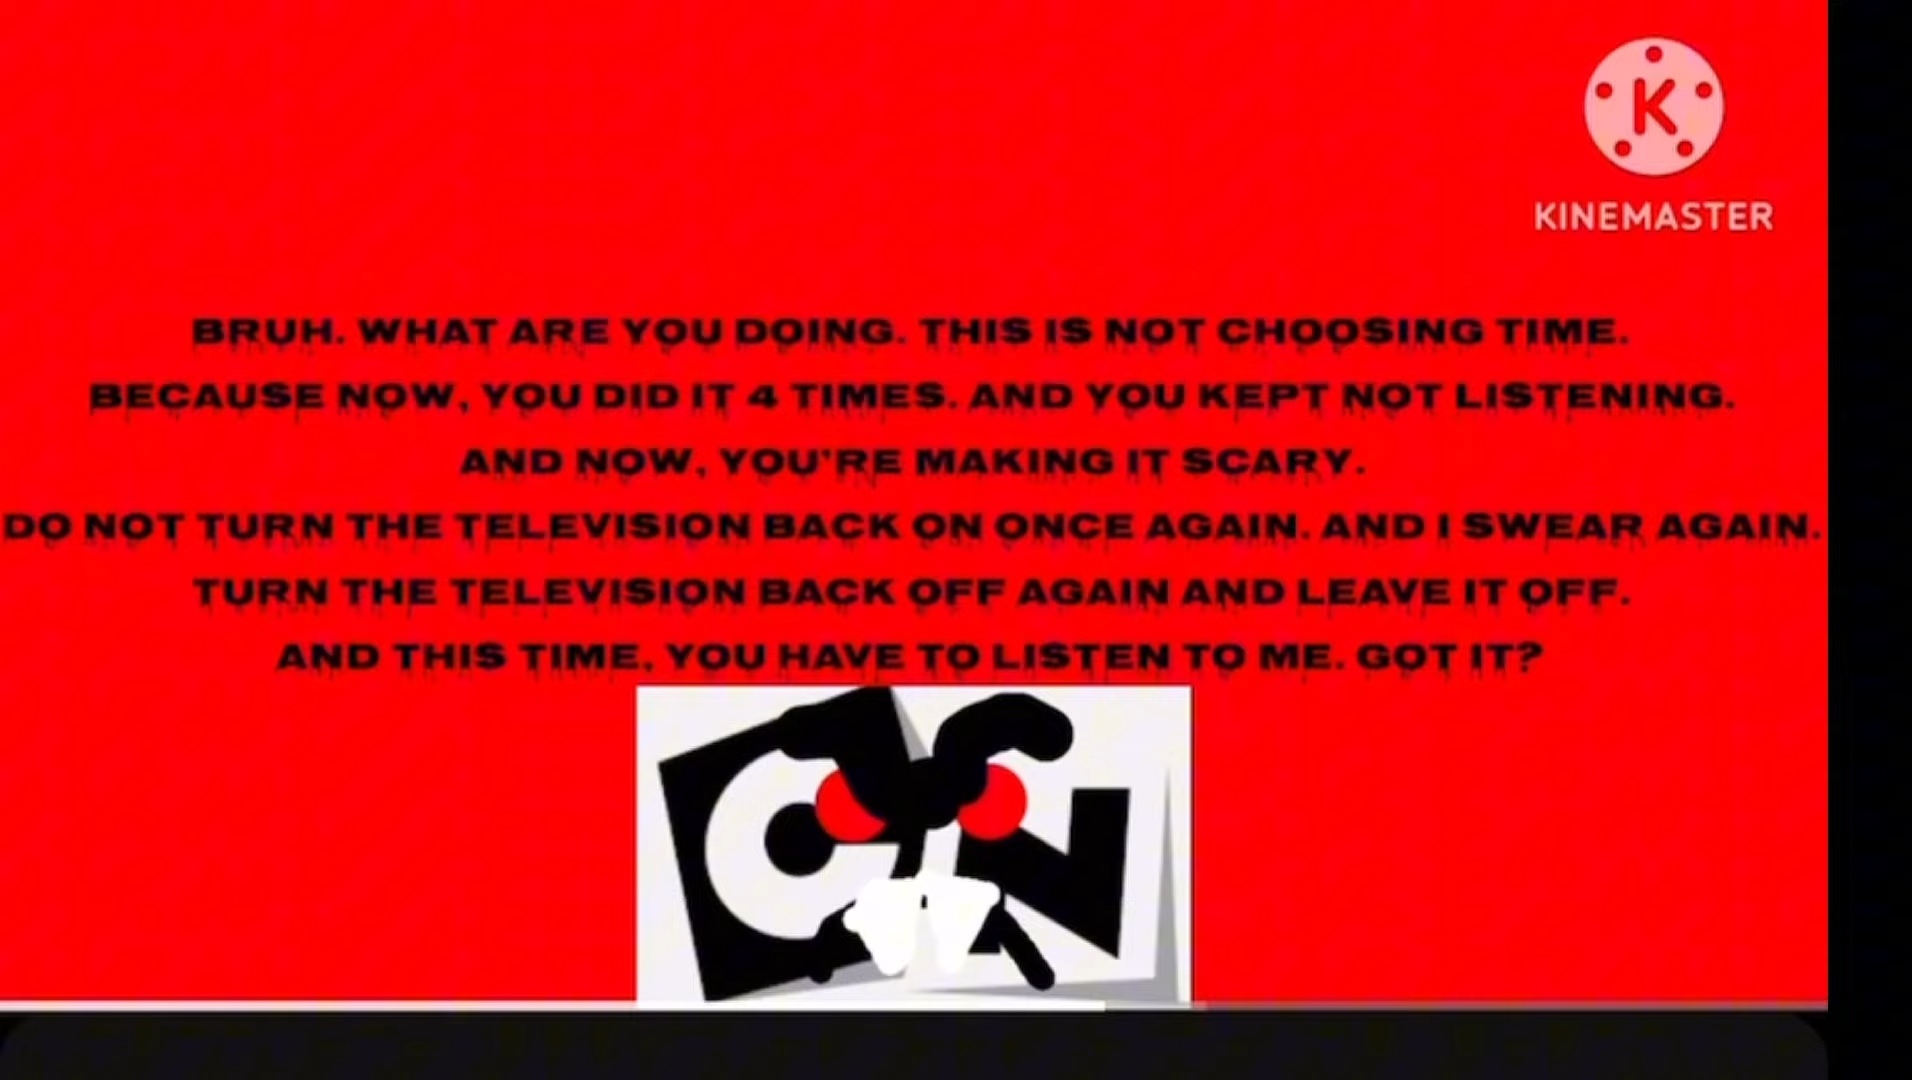 K
KINEMASTER
BRUH. WHAT ARE YOU DOING. THIS IS NOT CHOOSING TIME.
BECAUSE NOW, YOU DID IT 4 TIMES. AND YOU KEPT NOT LISTENING.
AND NOW, YOU'RE MAKING IT SCARY.
DO NOT TURN THE TELEVISION BACK ON ONCE AGAIN. AND I SWEAR AGAIN.
TURN THE TELEVISION BACK OFF AGAIN AND LEAVE IT OFF.
AND THIS TIME, YOU HAVE TO LISTEN TO ME. GOT IT?
CN